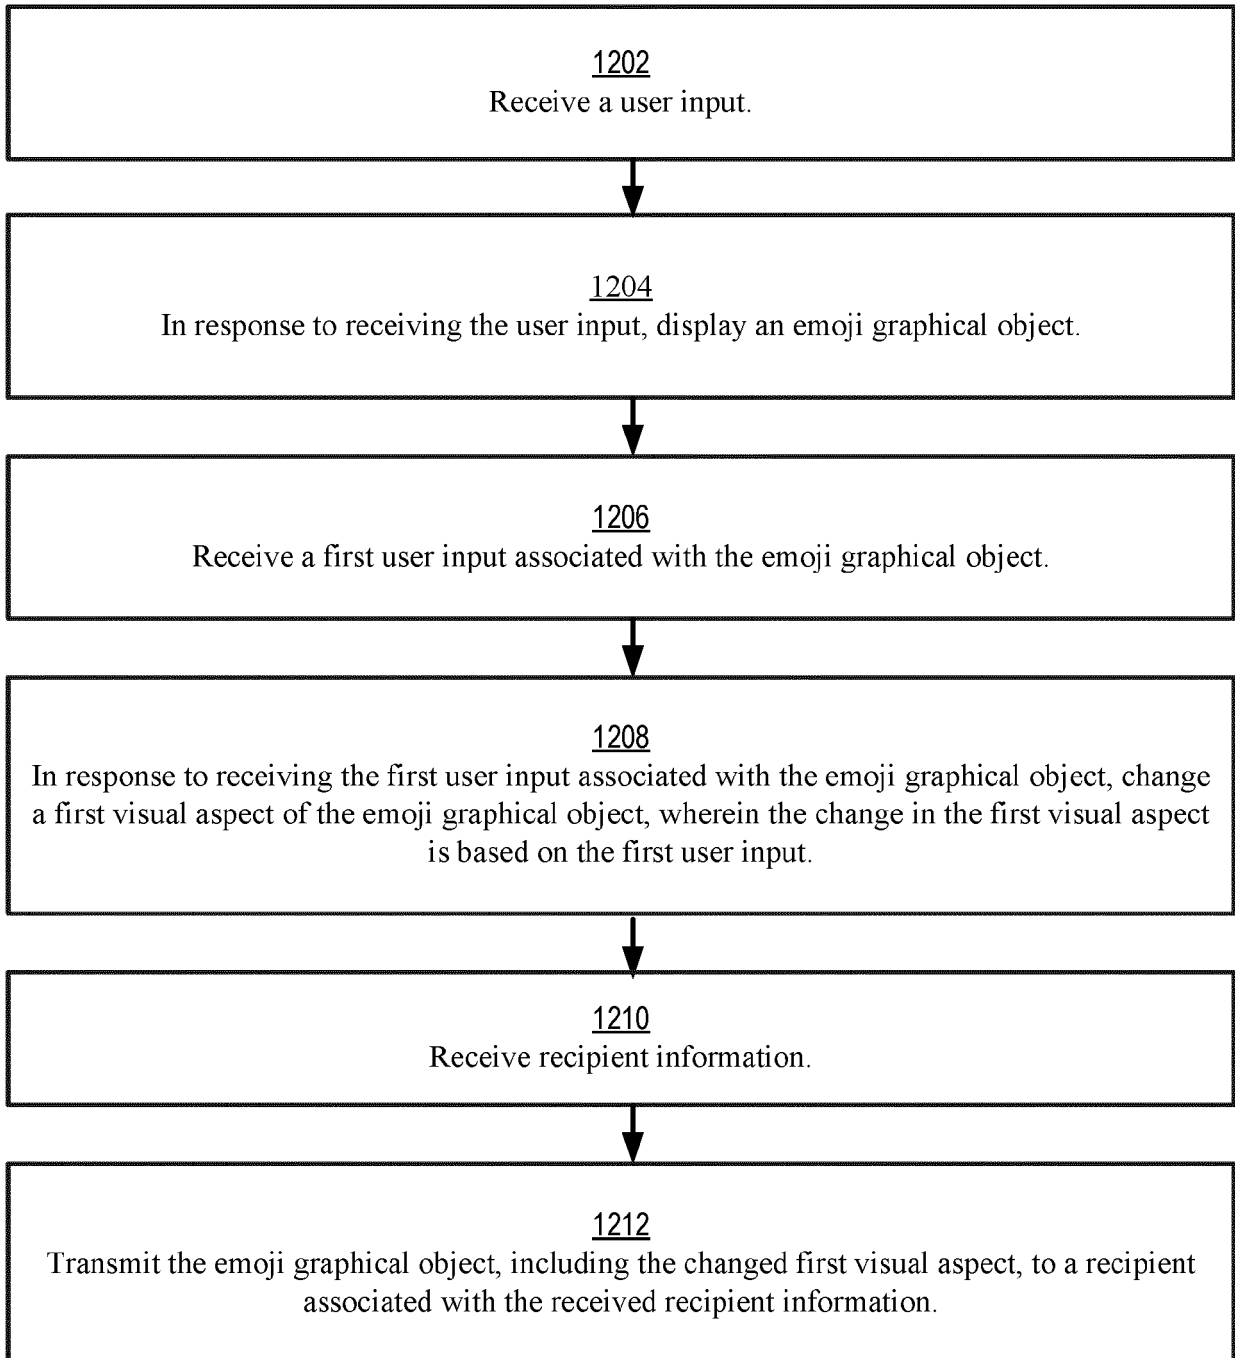 1202
Receive a user input.
1204
In response to receiving the user input, display an emoji graphical object.
1206
Receive a first user input associated with the emoji graphical object.
1208
In response to receiving the first user input associated with the emoji graphical object, change
a first visual aspect of the emoji graphical object, wherein the change in the first visual aspect
is based on the first user input.
1210
Receive recipient information.
1212
Transmit the emoji graphical object, including the changed first visual aspect, to a recipient
associated with the received recipient information.